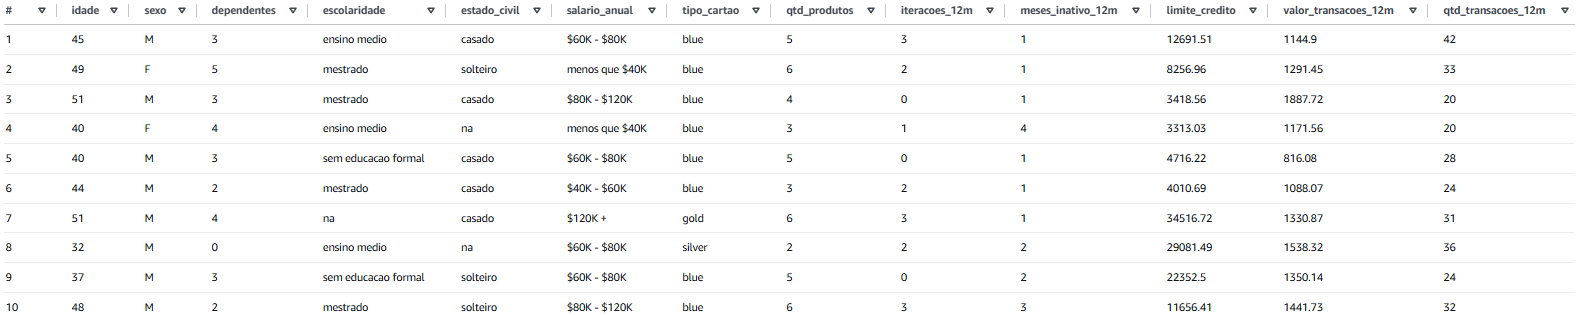 # idade sexo dependentes escolaridade estado_civil salario_anual tipo_cartao qtd_produtos iteracoes_12m meses_inativo_12m limite_credito valor_transacoes_12m qtd_transacoes_12m
1 45 M 3 ensino medio casado $60K - $80K blue 5 3 1 12691.51 1144.9 42
2 49 F 5 mestrado solteiro menos que $40K blue 6 2 1 8256.96 1291.45 33
3 51 M 3 mestrado casado $80K - $120K blue 4 0 1 3418.56 1887.72 20
4 40 F 4 ensino medio na menos que $40K blue 3 1 4 3313.03 1171.56 20
5 40 M 3 sem educacao formal casado $60K - $80K blue 5 0 1 4716.22 816.08 28
6 44 M 2 mestrado casado $40K - $60K blue 3 2 1 4010.69 1088.07 24
7 51 M 4 na casado $120K + gold 6 3 1 34516.72 1330.87 31
8 32 M 0 ensino medio na $60K - $80K silver 2 2 2 29081.49 1538.32 36
9 37 M 3 sem educacao formal solteiro $60K - $80K blue 5 0 2 22352.5 1350.14 24
10 48 M 2 mestrado solteiro $80K - $120K blue 6 3 3 11656.41 1441.73 32